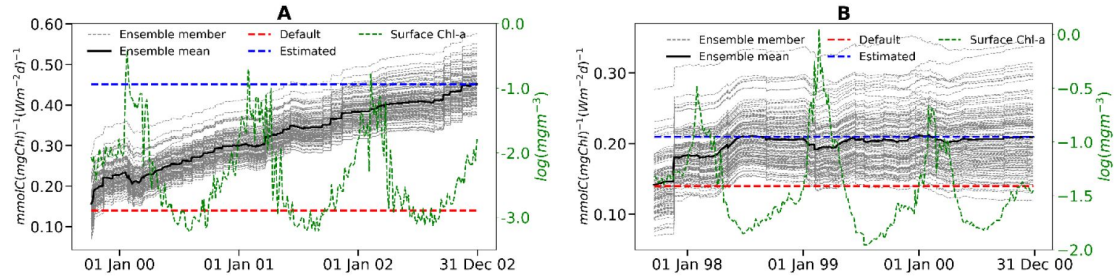 A
0.60
0.50
0.40
0.30
0.20
0.10
mmolC(mgChl)⁻¹(Wm⁻²d)⁻¹
Ensemble member
Ensemble mean
Default
Estimated
Surface Chl-a
0.0
−1.0
−2.0
−3.0
log(mgm⁻³)
01 Jan 00
01 Jan 01
01 Jan 02
31 Dec 02
B
0.30
0.20
0.10
mmolC(mgChl)⁻¹(Wm⁻²d)⁻¹
Ensemble member
Ensemble mean
Default
Estimated
Surface Chl-a
0.0
−0.5
−1.0
−1.5
−2.0
log(mgm⁻³)
01 Jan 98
01 Jan 99
01 Jan 00
31 Dec 00